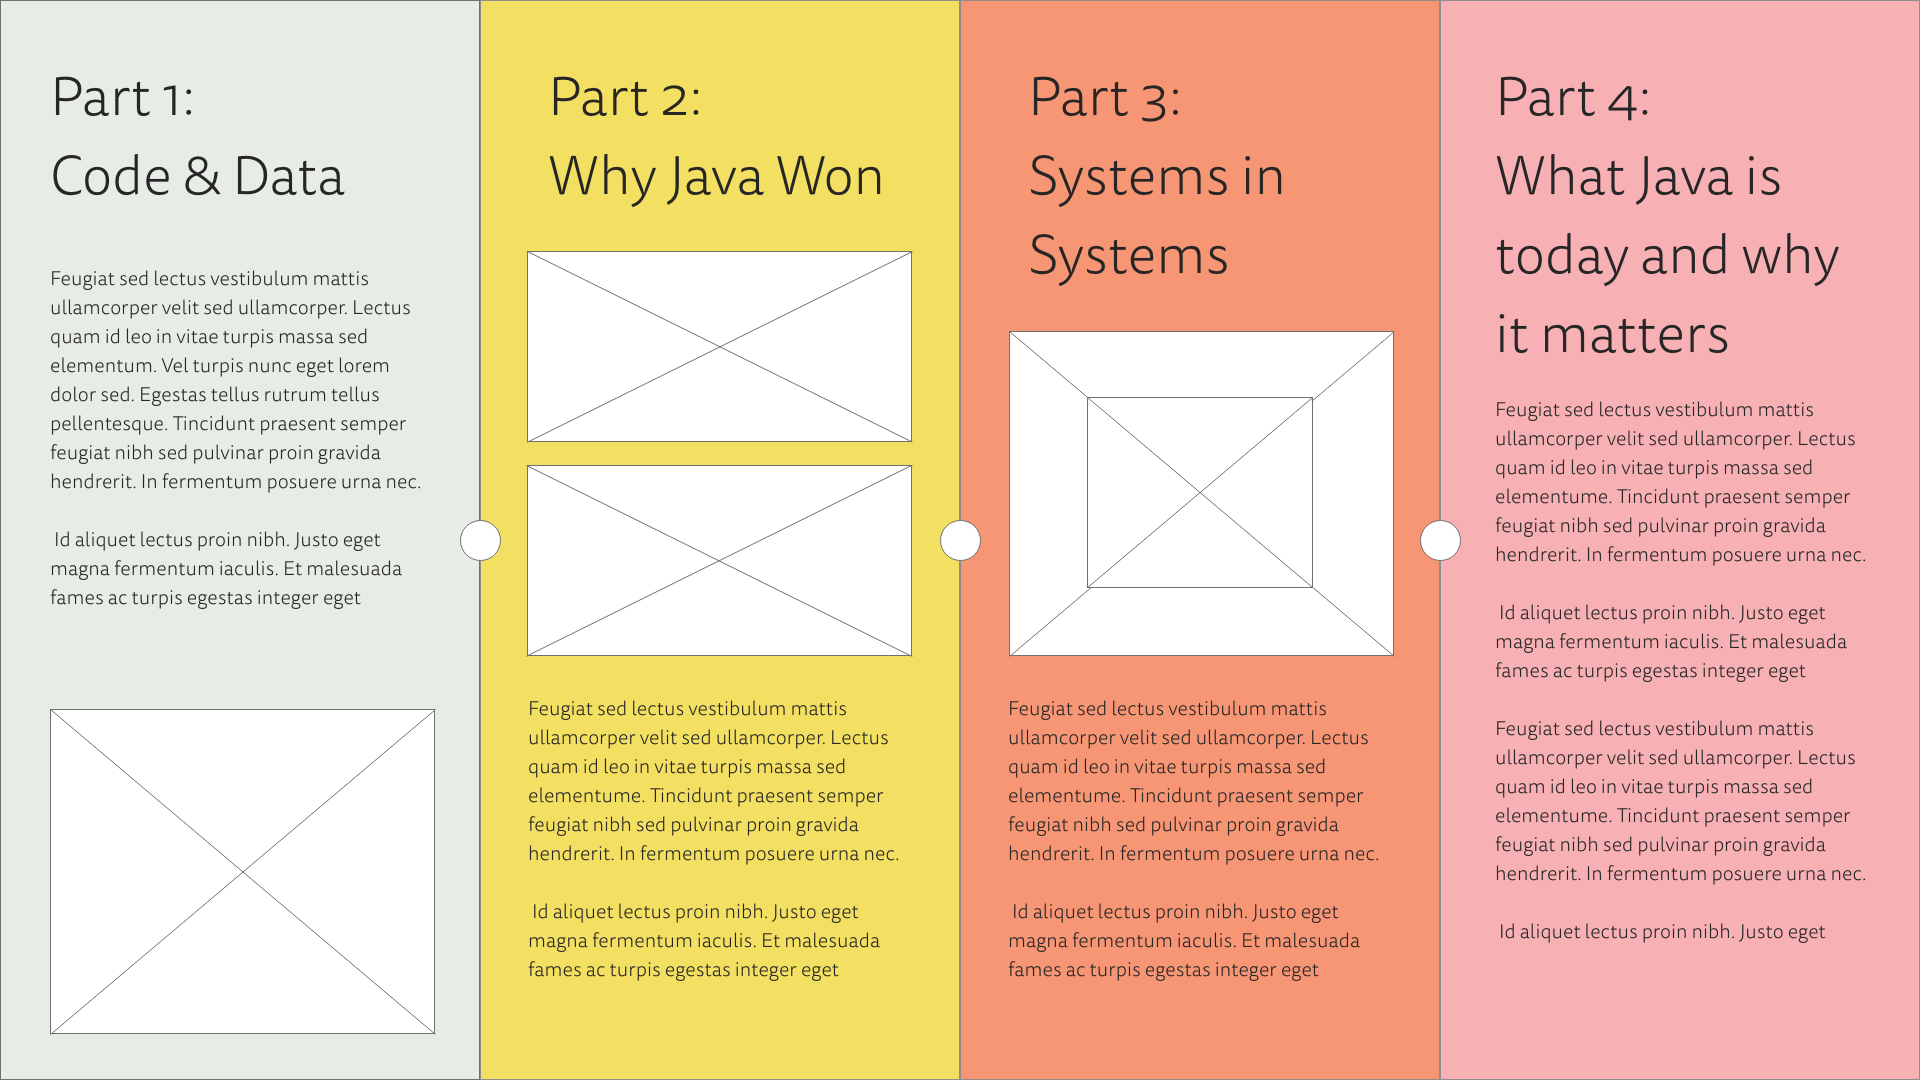 Part 1:
Code & Data
Feugiat sed lectus vestibulum mattis
ullamcorper velit sed ullamcorper. Lectus
quam id leo in vitae turpis massa sed
elementum. Vel turpis nunc eget lorem
dolor sed. Egestas tellus rutrum tellus
pellentesque. Tincidunt praesent semper
feugiat nibh sed pulvinar proin gravida
hendrerit. In fermentum posuere urna nec.
Id aliquet lectus proin nibh. Justo eget
magna fermentum iaculis. Et malesuada
fames ac turpis egestas integer eget
Part 2:
Why Java Won
Feugiat sed lectus vestibulum mattis
ullamcorper velit sed ullamcorper. Lectus
quam id leo in vitae turpis massa sed
elementume. Tincidunt praesent semper
feugiat nibh sed pulvinar proin gravida
hendrerit. In fermentum posuere urna nec.
Id aliquet lectus proin nibh. Justo eget
magna fermentum iaculis. Et malesuada
fames ac turpis egestas integer eget
Part 3:
Systems in
Systems
Feugiat sed lectus vestibulum mattis
ullamcorper velit sed ullamcorper. Lectus
quam id leo in vitae turpis massa sed
elementume. Tincidunt praesent semper
feugiat nibh sed pulvinar proin gravida
hendrerit. In fermentum posuere urna nec.
Id aliquet lectus proin nibh. Justo eget
magna fermentum iaculis. Et malesuada
fames ac turpis egestas integer eget
Part 4:
What Java is
today and why
it matters
Feugiat sed lectus vestibulum mattis
ullamcorper velit sed ullamcorper. Lectus
quam id leo in vitae turpis massa sed
elementume. Tincidunt praesent semper
feugiat nibh sed pulvinar proin gravida
hendrerit. In fermentum posuere urna nec.
Id aliquet lectus proin nibh. Justo eget
magna fermentum iaculis. Et malesuada
fames ac turpis egestas integer eget
Feugiat sed lectus vestibulum mattis
ullamcorper velit sed ullamcorper. Lectus
quam id leo in vitae turpis massa sed
elementume. Tincidunt praesent semper
feugiat nibh sed pulvinar proin gravida
hendrerit. In fermentum posuere urna nec.
Id aliquet lectus proin nibh. Justo eget